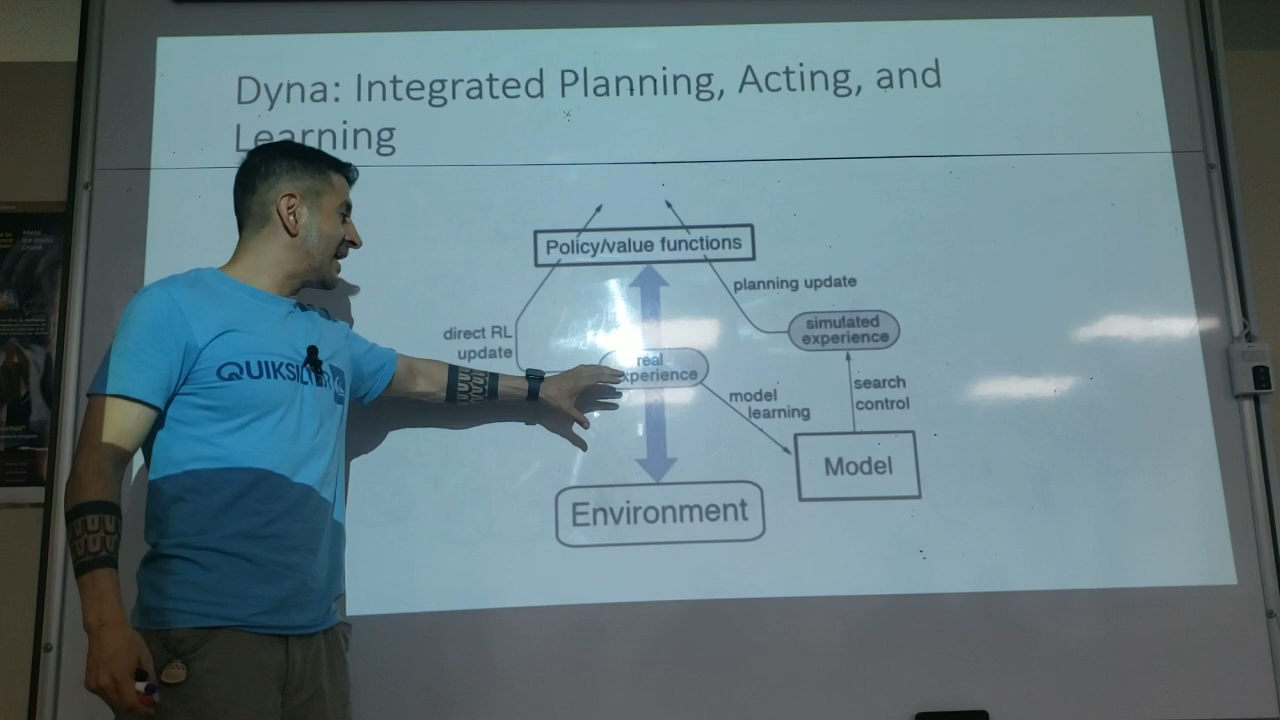 Dyna: Integrated Planning, Acting, and
Learning
Policy/value functions
planning update
direct RL
update
simulated
experience
real
experience
model
learning
search
control
Model
Environment